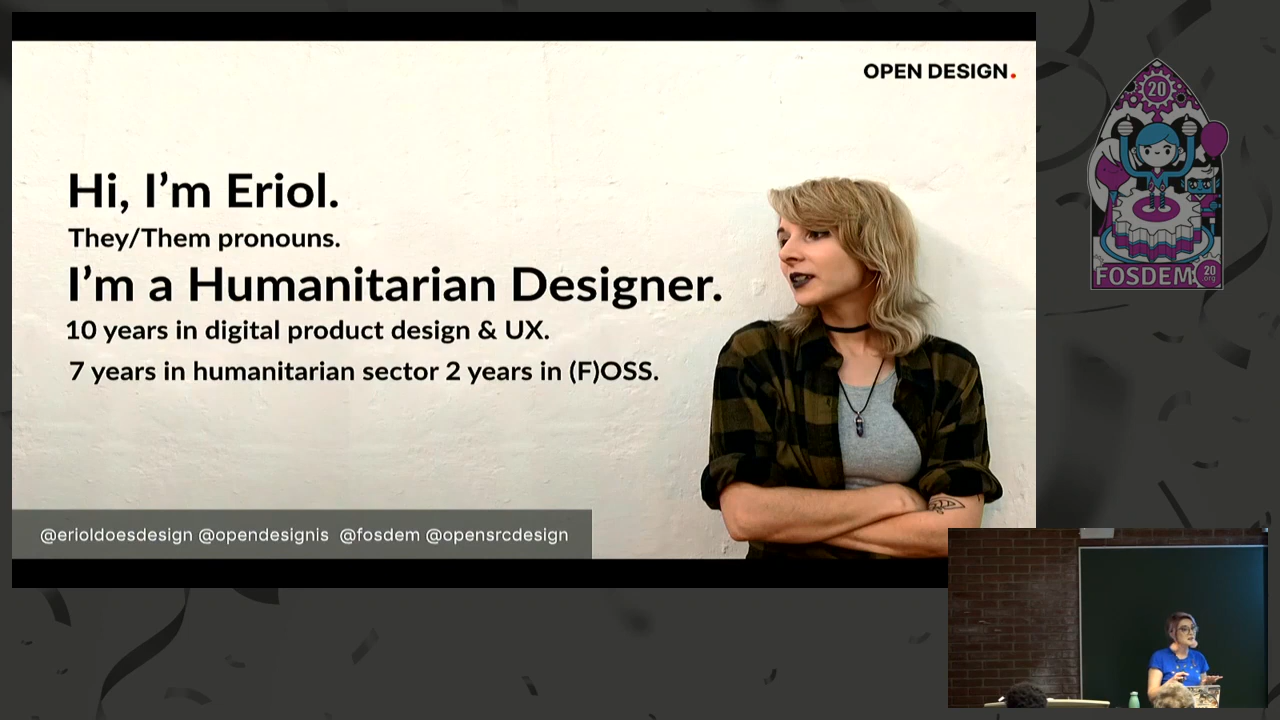 OPEN DESIGN.
Hi, I'm Eriol.
They/Them pronouns.
I'm a Humanitarian Designer.
10 years in digital product design & UX.
7 years in humanitarian sector 2 years in (F)OSS.
@erioldoesdesign @opendesignis @fosdem @opensrcdesign
20
FOSDEM
20
org